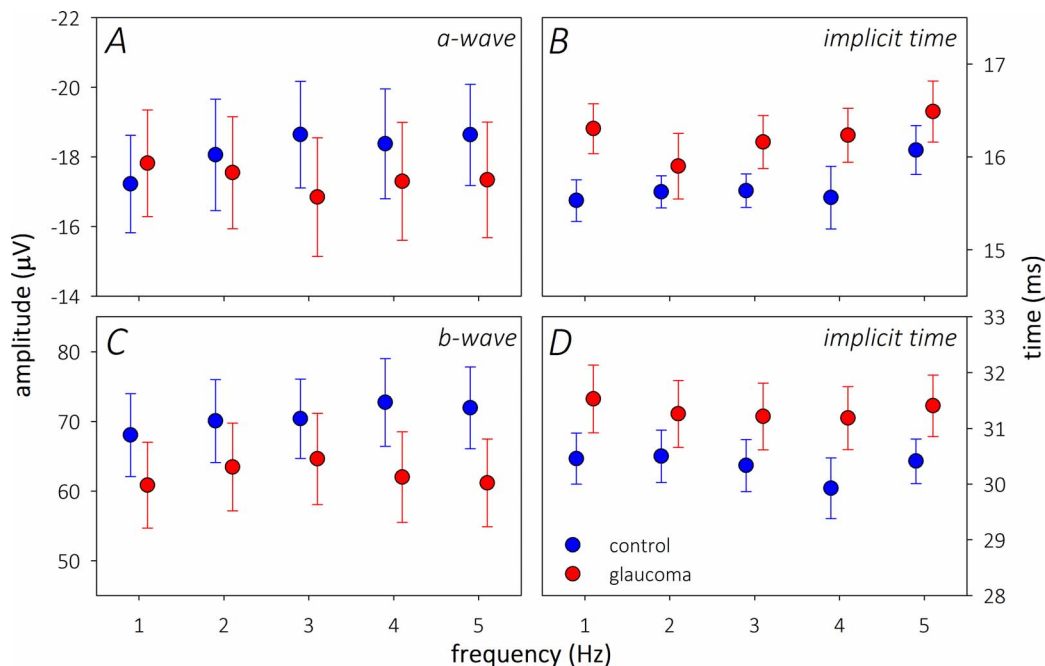 A
a-wave
-22
-20
-18
-16
-14
B
implicit time
17
16
15
C
b-wave
80
70
60
50
D
implicit time
33
32
31
30
29
28
control
glaucoma
amplitude (μV)
time (ms)
1 2 3 4 5
1 2 3 4 5
frequency (Hz)